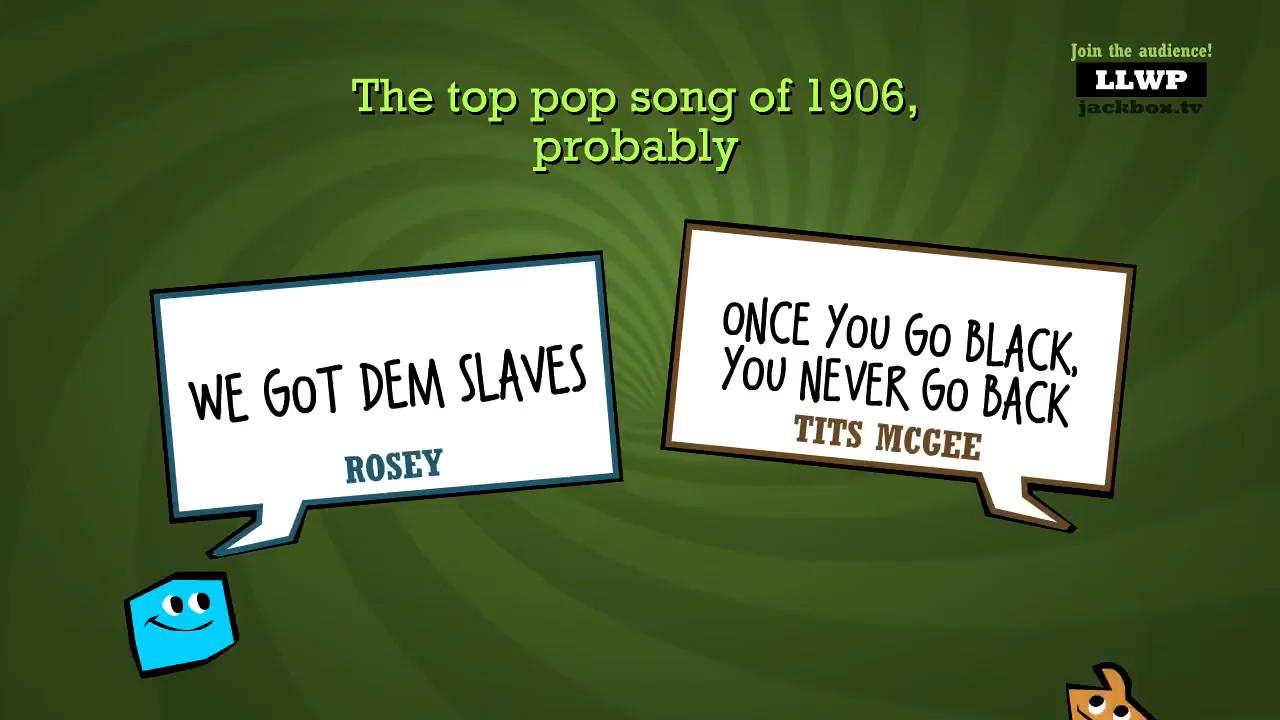 Join the audience!
LLWP
jackbox.tv
The top pop song of 1906,
probably
WE GOT DEM SLAVES
ROSEY
ONCE YOU GO BLACK,
YOU NEVER GO BACK
TITS MCGEE